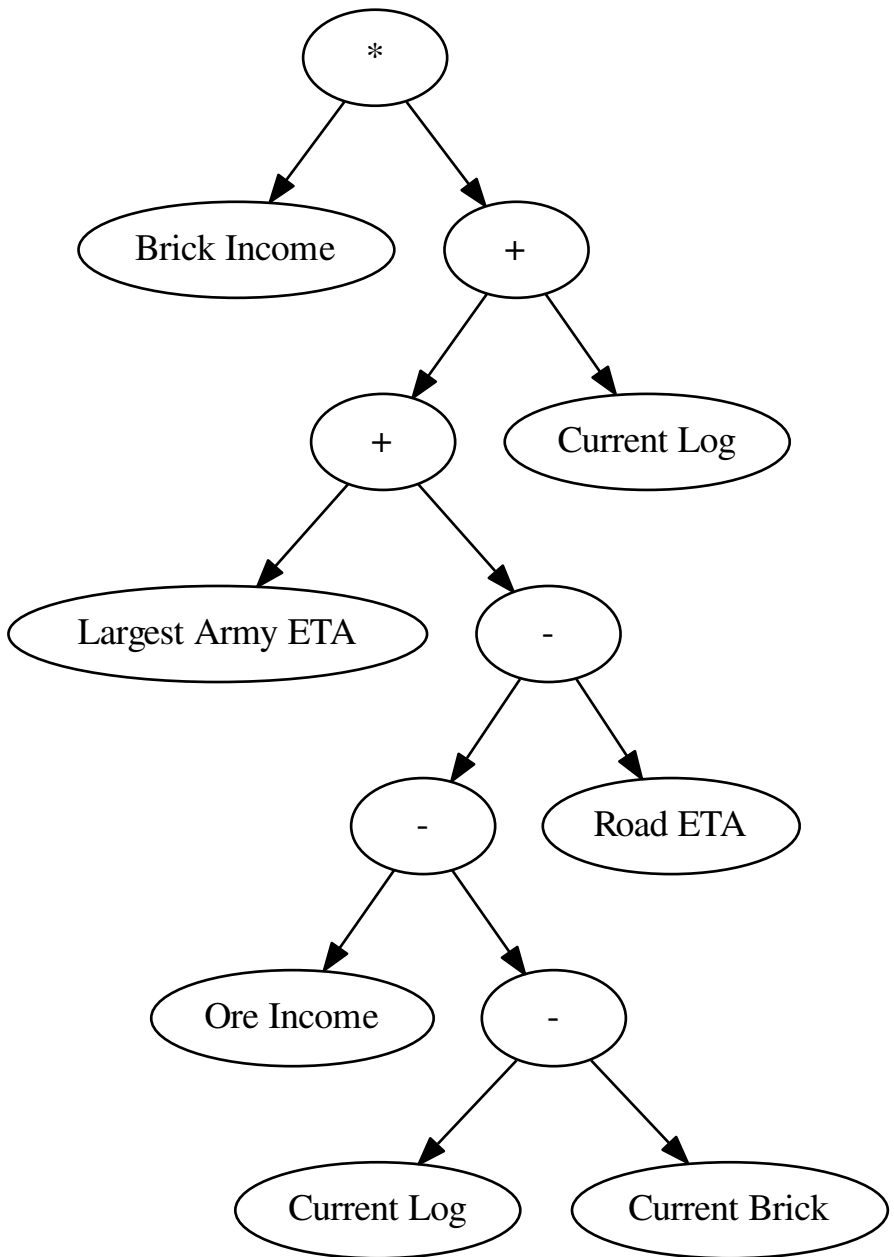 *
Brick Income
+
+
Current Log
Largest Army ETA
-
-
Road ETA
Ore Income
-
Current Log
Current Brick